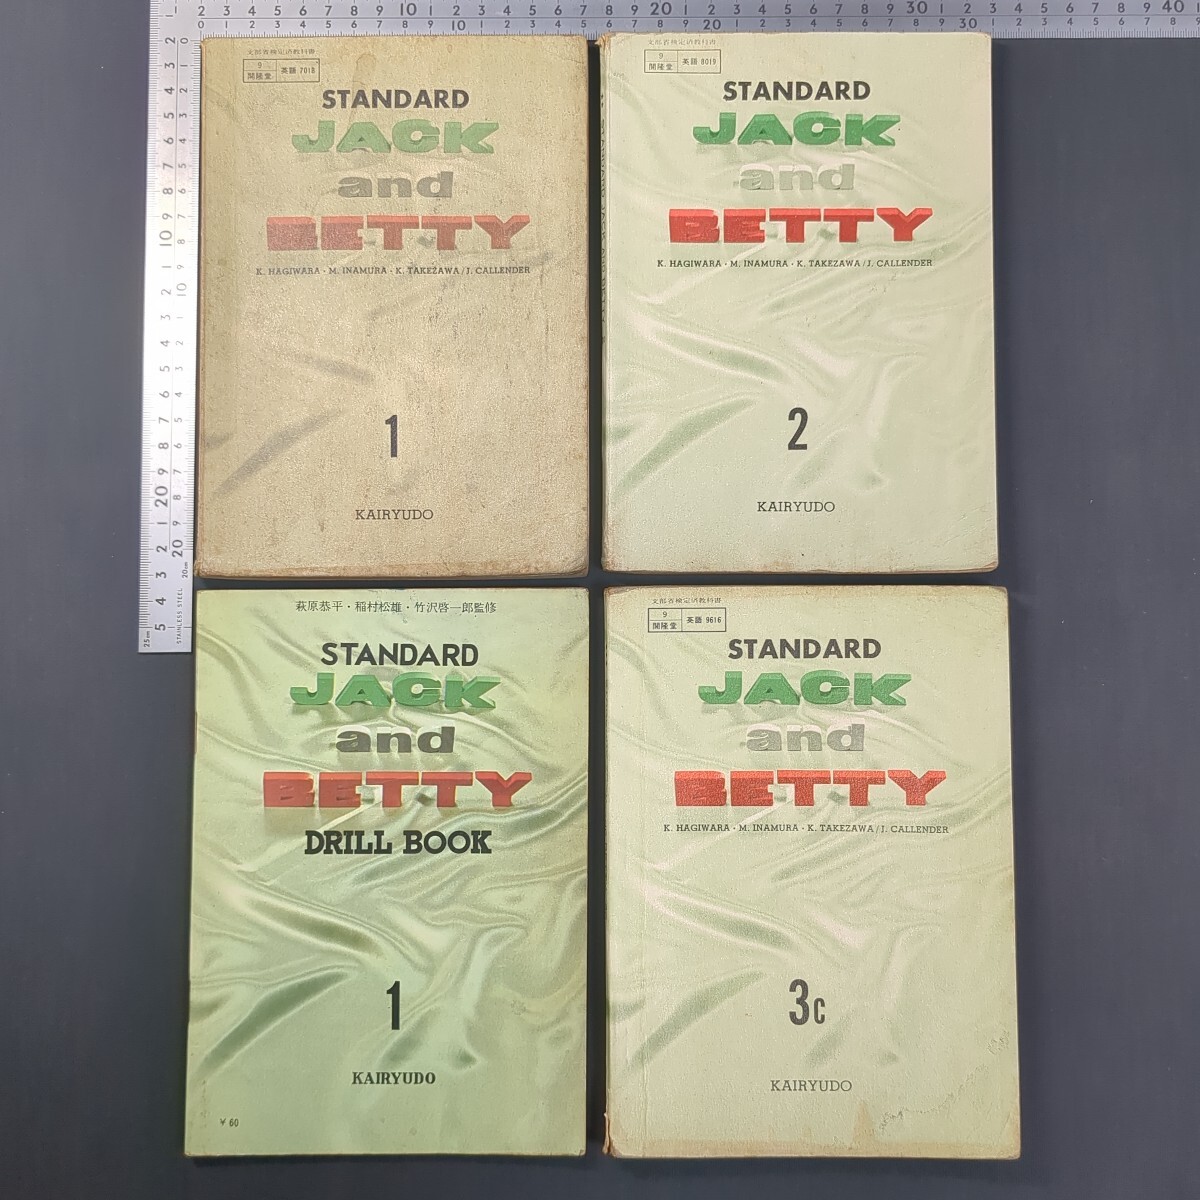 文部省検定済教科書
9
開隆堂
英語 7018
STANDARD
JACK
and
BETTY
K. HAGIWARA · M. INAMURA · K. TAKEZAWA / J. CALLENDER
1
KAIRYUDO
文部省検定済教科書
9
開隆堂
英語 8019
STANDARD
JACK
and
BETTY
K. HAGIWARA · M. INAMURA · K. TAKEZAWA / J. CALLENDER
2
KAIRYUDO
萩原恭平・稲村松雄・竹沢啓一郎監修
STANDARD
JACK
and
BETTY
DRILL BOOK
1
KAIRYUDO
¥60
文部省検定済教科書
9
開隆堂
英語 9616
STANDARD
JACK
and
BETTY
K. HAGIWARA · M. INAMURA · K. TAKEZAWA / J. CALLENDER
3c
KAIRYUDO
STAINLESS STEEL